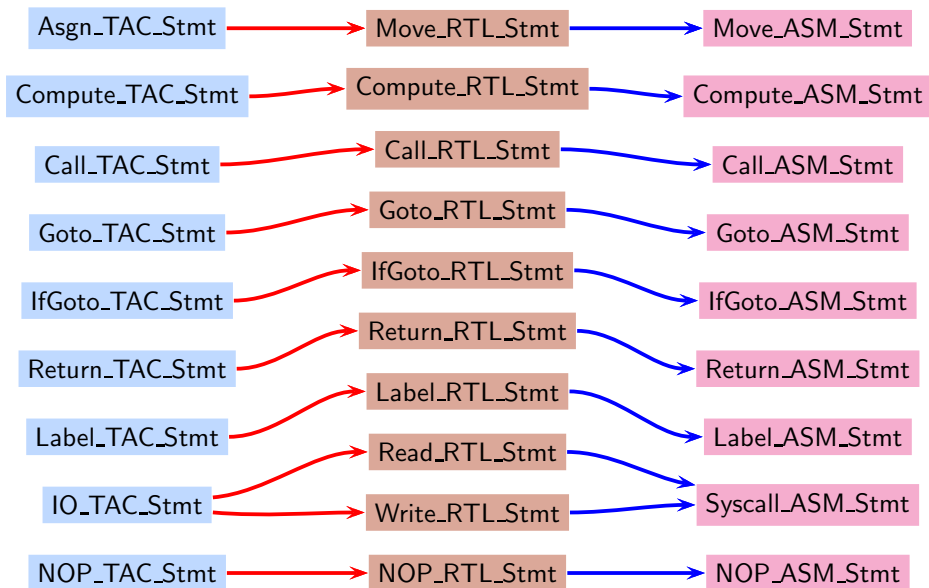 Asgn_TAC_Stmt Move_RTL_Stmt Move_ASM_Stmt
Compute_TAC_Stmt Compute_RTL_Stmt Compute_ASM_Stmt
Call_TAC_Stmt Call_RTL_Stmt Call_ASM_Stmt
Goto_TAC_Stmt Goto_RTL_Stmt Goto_ASM_Stmt
IfGoto_TAC_Stmt IfGoto_RTL_Stmt IfGoto_ASM_Stmt
Return_TAC_Stmt Return_RTL_Stmt Return_ASM_Stmt
Label_TAC_Stmt Label_RTL_Stmt Label_ASM_Stmt
Read_RTL_Stmt
IO_TAC_Stmt Write_RTL_Stmt Syscall_ASM_Stmt
NOP_TAC_Stmt NOP_RTL_Stmt NOP_ASM_Stmt